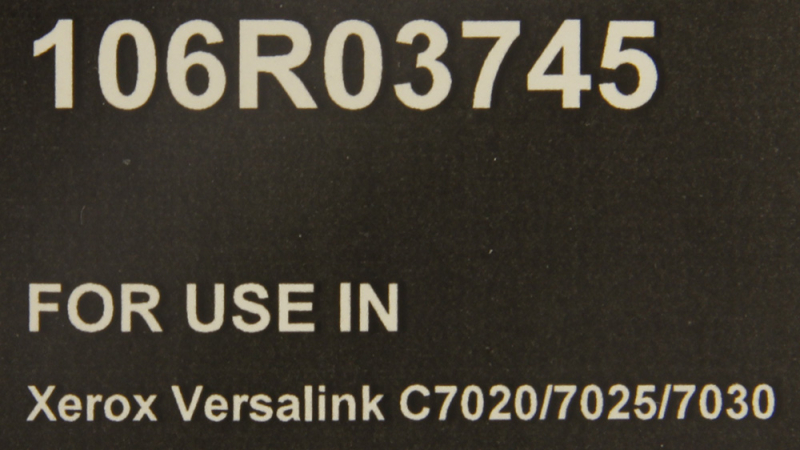 106R03745
FOR USE IN
Xerox Versalink C7020/7025/7030